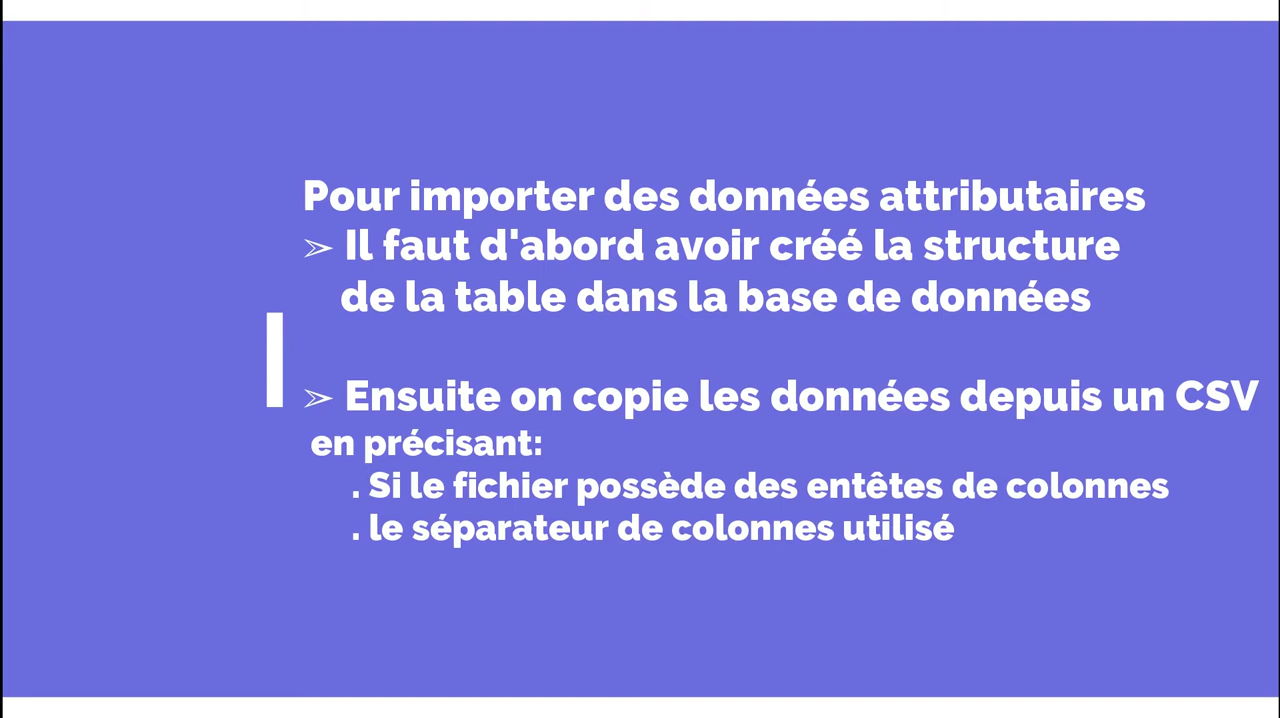 Pour importer des données attributaires
➢ Il faut d'abord avoir créé la structure
de la table dans la base de données
➢ Ensuite on copie les données depuis un CSV
en précisant:
. Si le fichier possède des entêtes de colonnes
. le séparateur de colonnes utilisé